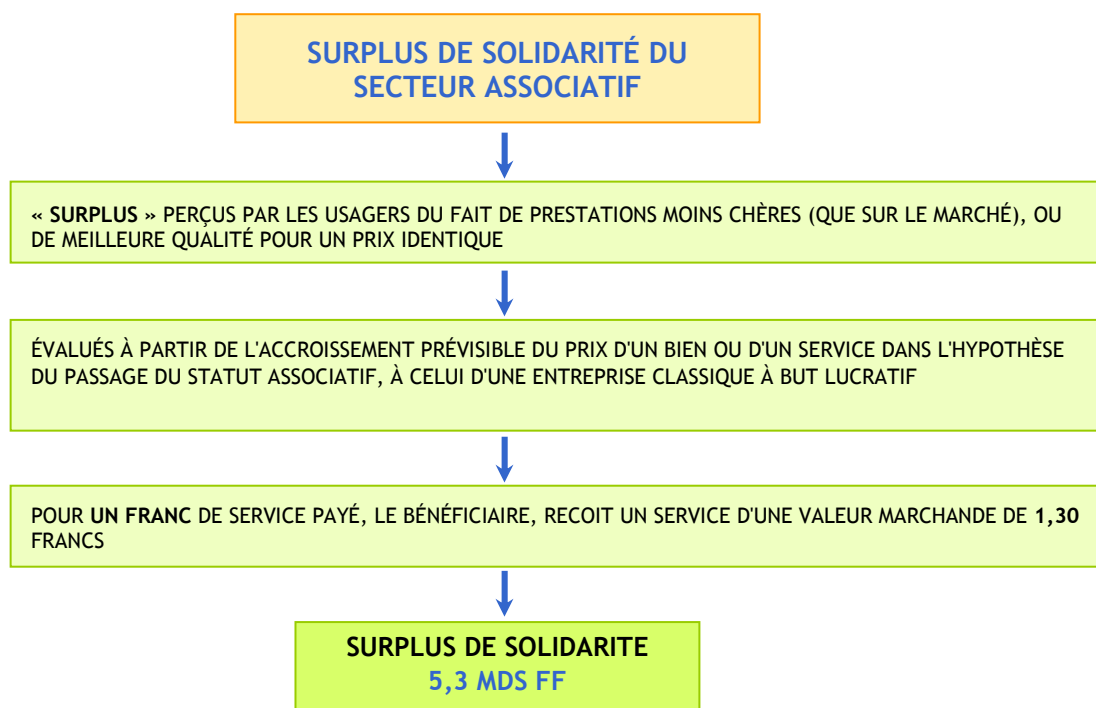 SURPLUS DE SOLIDARITÉ DU
SECTEUR ASSOCIATIF
« SURPLUS » PERÇUS PAR LES USAGERS DU FAIT DE PRESTATIONS MOINS CHÈRES (QUE SUR LE MARCHÉ), OU
DE MEILLEURE QUALITÉ POUR UN PRIX IDENTIQUE
ÉVALUÉS À PARTIR DE L'ACCROISSEMENT PRÉVISIBLE DU PRIX D'UN BIEN OU D'UN SERVICE DANS L'HYPOTHÈSE
DU PASSAGE DU STATUT ASSOCIATIF, À CELUI D'UNE ENTREPRISE CLASSIQUE À BUT LUCRATIF
POUR UN FRANC DE SERVICE PAYÉ, LE BÉNÉFICIAIRE, RECOIT UN SERVICE D'UNE VALEUR MARCHANDE DE 1,30
FRANCS
SURPLUS DE SOLIDARITE
5,3 MDS FF